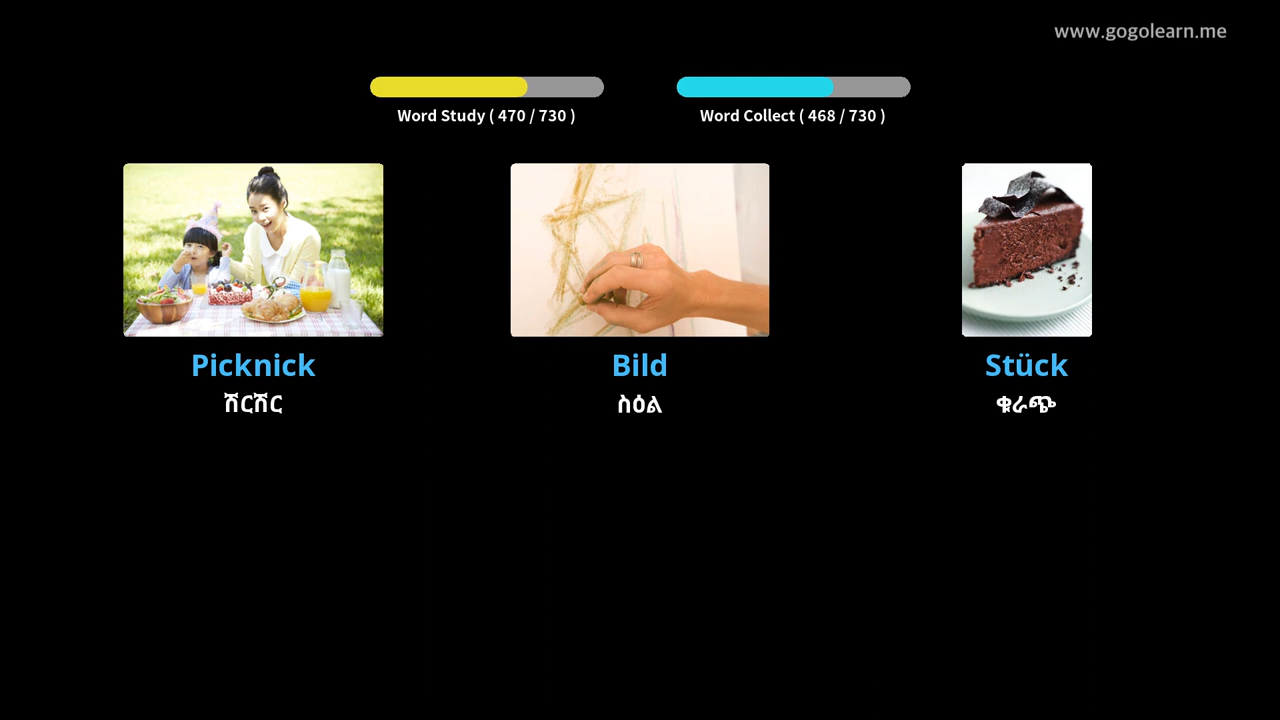 www.gogolearn.me
Word Study ( 470 / 730 )
Word Collect ( 468 / 730 )
Picknick
ሽርሽር
Bild
ስዕል
Stück
ቁራጭ